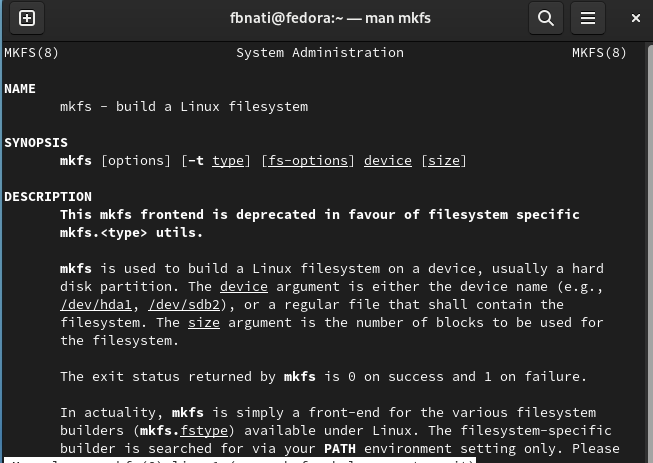 fbnati@fedora:~ — man mkfs
MKFS(8) System Administration MKFS(8)
NAME
mkfs - build a Linux filesystem
SYNOPSIS
mkfs [options] [-t type] [fs-options] device [size]
DESCRIPTION
This mkfs frontend is deprecated in favour of filesystem specific
mkfs.<type> utils.
mkfs is used to build a Linux filesystem on a device, usually a hard
disk partition. The device argument is either the device name (e.g.,
/dev/hda1, /dev/sdb2), or a regular file that shall contain the
filesystem. The size argument is the number of blocks to be used for
the filesystem.
The exit status returned by mkfs is 0 on success and 1 on failure.
In actuality, mkfs is simply a front-end for the various filesystem
builders (mkfs.fstype) available under Linux. The filesystem-specific
builder is searched for via your PATH environment setting only. Please